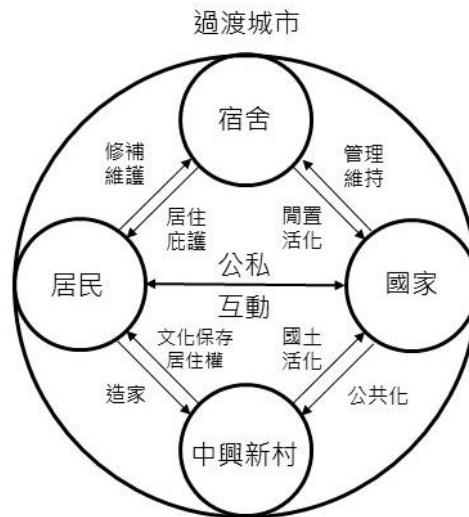 過渡城市
宿舍
修補
維護
管理
維持
居住
庇護
閒置
活化
居民
公私
互動
國家
文化保存
居住權
國土
活化
造家
公共化
中興新村